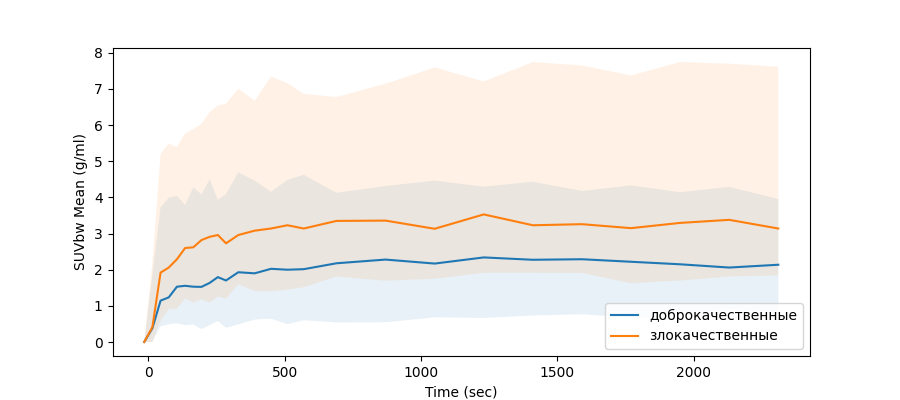 8
7
6
5
4
3
2
1
0
SUVbw Mean (g/ml)
доброкачественные
злокачественные
0 500 1000 1500 2000
Time (sec)